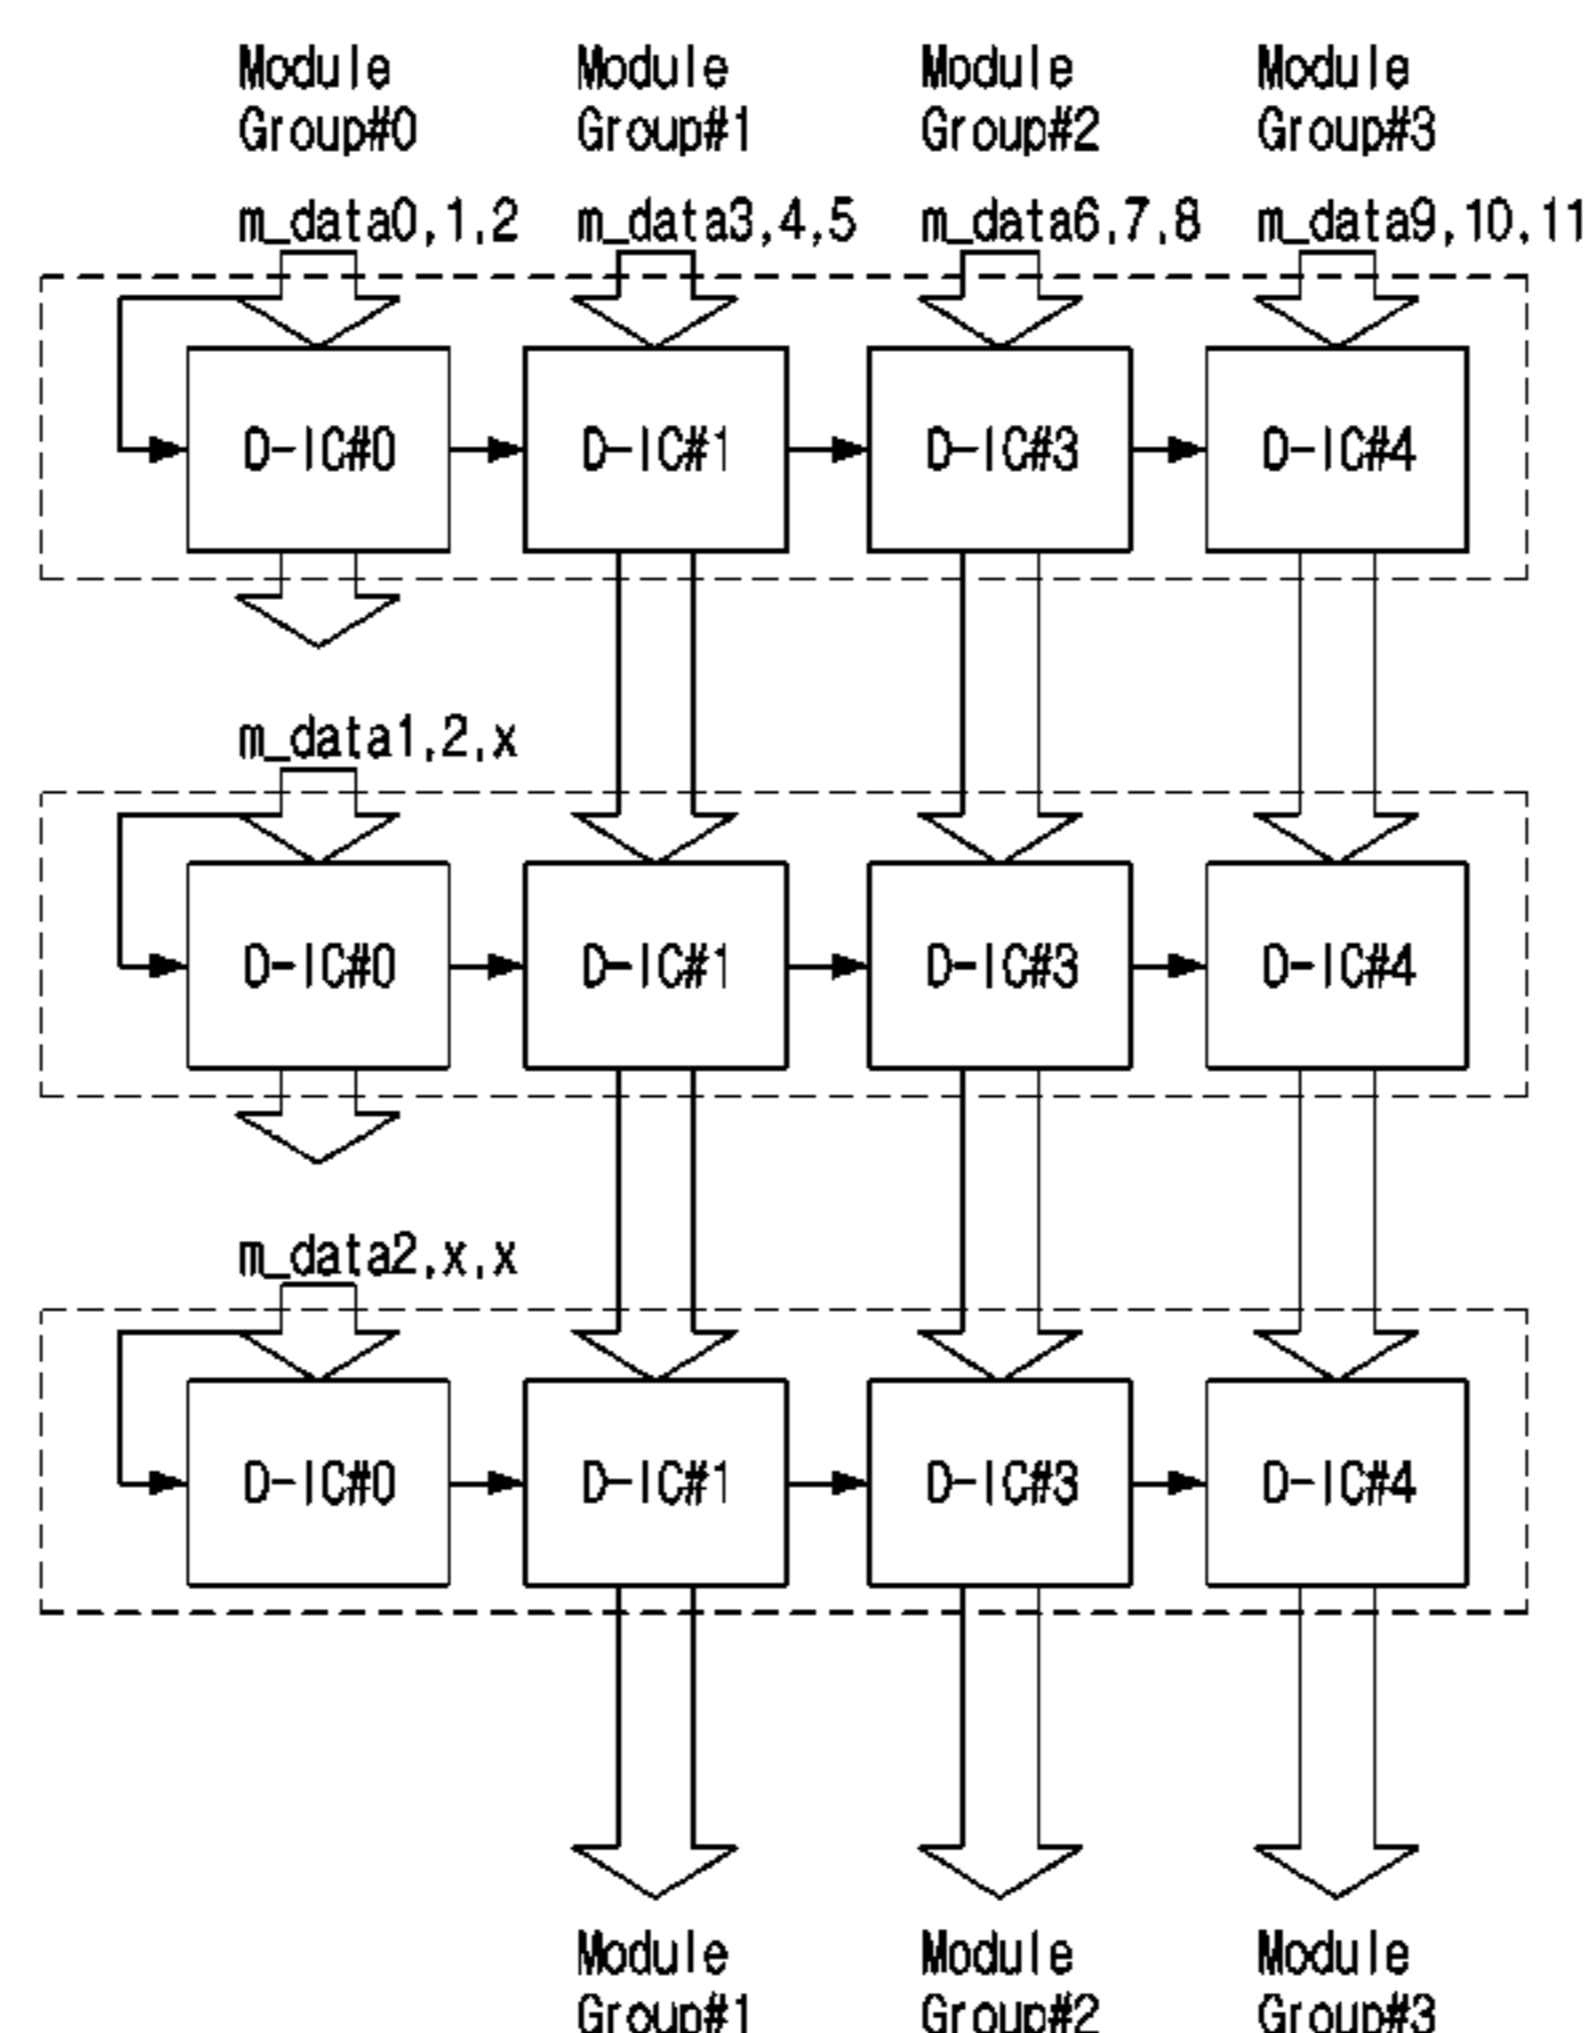 Module Module Module Module
Group#0 Group#1 Group#2 Group#3
m_data0,1,2 m_data3,4,5 m_data6,7,8 m_data9,10,11
D-IC#0 D-IC#1 D-IC#3 D-IC#4
m_data1,2,x
D-IC#0 D-IC#1 D-IC#3 D-IC#4
m_data2,x,x
D-IC#0 D-IC#1 D-IC#3 D-IC#4
Module Module Module
Group#1 Group#2 Group#3